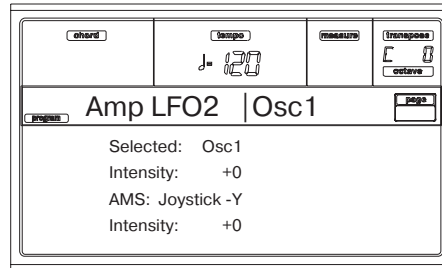 chord
tempo
measure
transpose
♩= 120
C 0
octave
program
Amp LFO2 |Osc1
page
Selected: Osc1
Intensity: +0
AMS: Joystick -Y
Intensity: +0